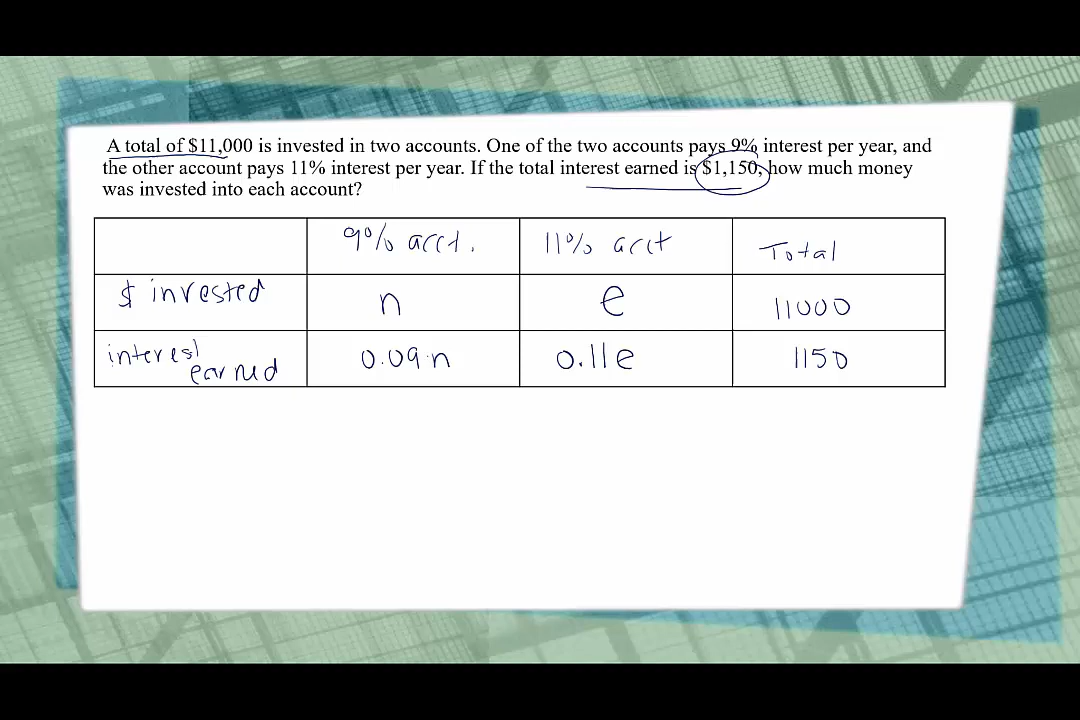 A total of $11,000 is invested in two accounts. One of the two accounts pays 9% interest per year, and
the other account pays 11% interest per year. If the total interest earned is $1,150, how much money
was invested into each account?
9% acct. 11% acct Total
$ invested n e 11000
interest earned 0.09·n 0.11e 1150